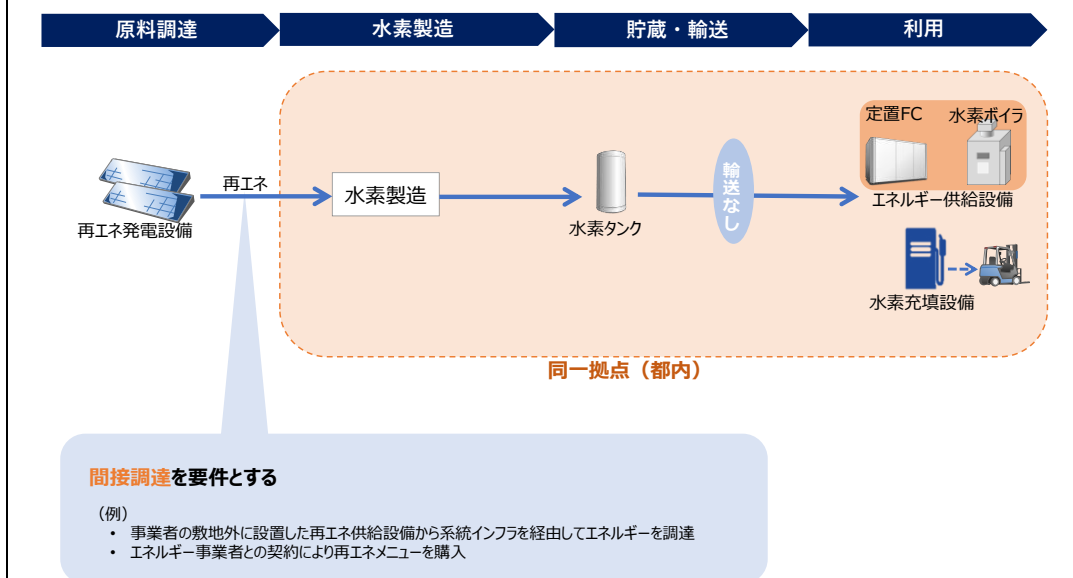 原料調達
水素製造
貯蔵・輸送
利用
定置FC
水素ボイラ
再エネ
水素製造
輸送なし
エネルギー供給設備
再エネ発電設備
水素タンク
水素充填設備
同一拠点（都内）
間接調達を要件とする
（例）
• 事業者の敷地外に設置した再エネ供給設備から系統インフラを経由してエネルギーを調達
• エネルギー事業者との契約により再エネメニューを購入